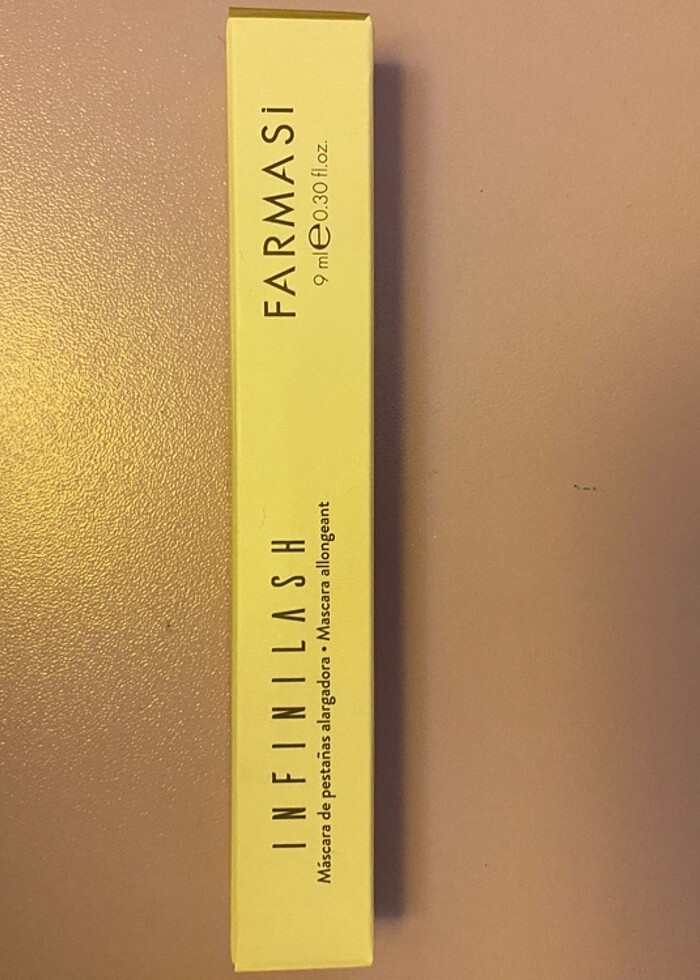 INFINILASH
Máscara de pestañas alargadora • Mascara allongeant
FARMASi
9 ml e 0.30 fl.oz.